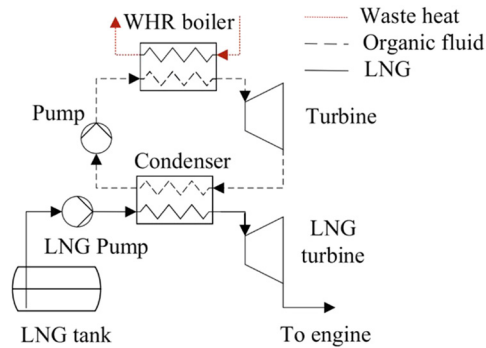 WHR boiler
Waste heat
Organic fluid
LNG
Pump
Turbine
Condenser
LNG Pump
LNG
turbine
LNG tank
To engine